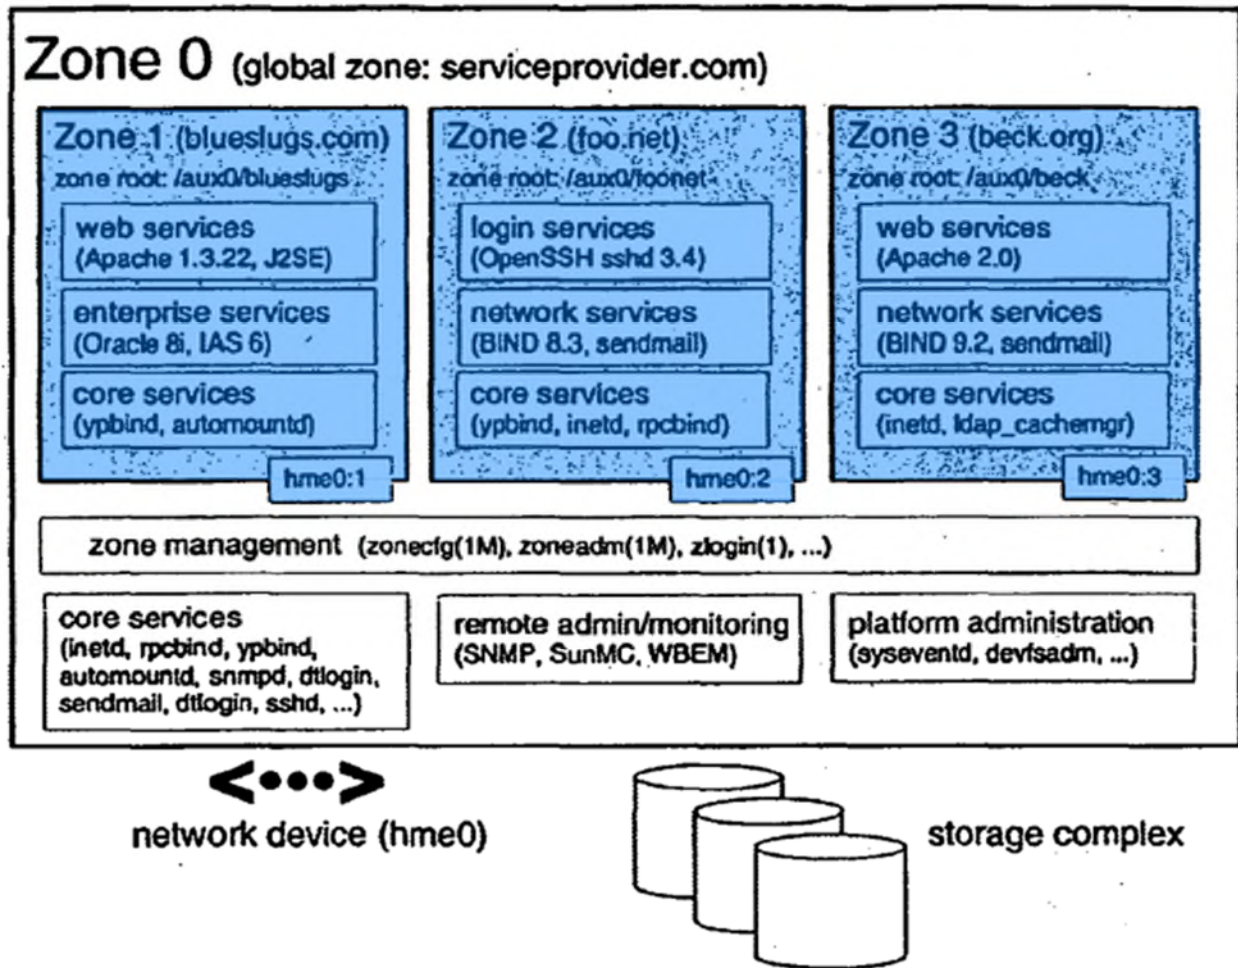 Zone 0 (global zone: serviceprovider.com)
Zone 1 (blueslugs.com)
zone root: /aux0/blueslugs
web services
(Apache 1.3.22, J2SE)
enterprise services
(Oracle 8i, IAS 6)
core services
(ypbind, automountd)
hme0:1
Zone 2 (foo.net)
zone root: /aux0/foonet
login services
(OpenSSH sshd 3.4)
network services
(BIND 8.3, sendmail)
core services
(ypbind, inetd, rpcbind)
hme0:2
Zone 3 (beck.org)
zone root: /aux0/beck
web services
(Apache 2.0)
network services
(BIND 9.2, sendmail)
core services
(inetd, ldap_cachemgr)
hme0:3
zone management (zonecfg(1M), zoneadm(1M), zlogin(1), ...)
core services
(inetd, rpcbind, ypbind,
automountd, snmpd, dtlogin,
sendmail, dtlogin, sshd, ...)
remote admin/monitoring
(SNMP, SunMC, WBEM)
platform administration
(syseventd, devfsadm, ...)
network device (hme0)
storage complex